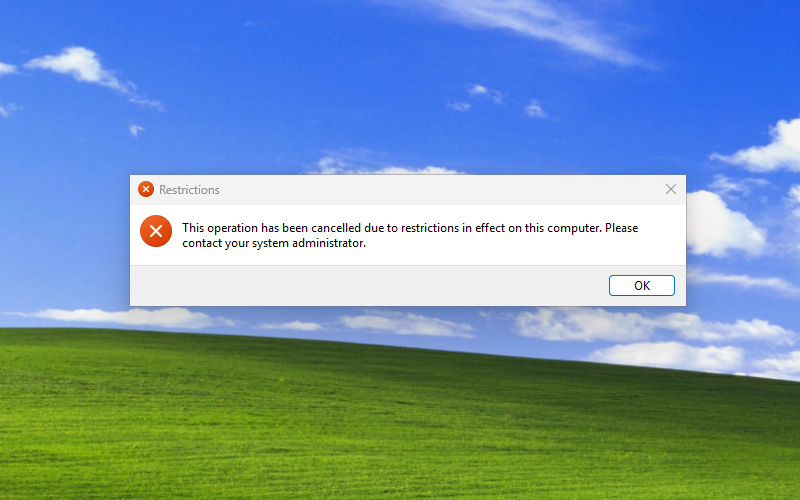 Restrictions
This operation has been cancelled due to restrictions in effect on this computer. Please
contact your system administrator.
OK